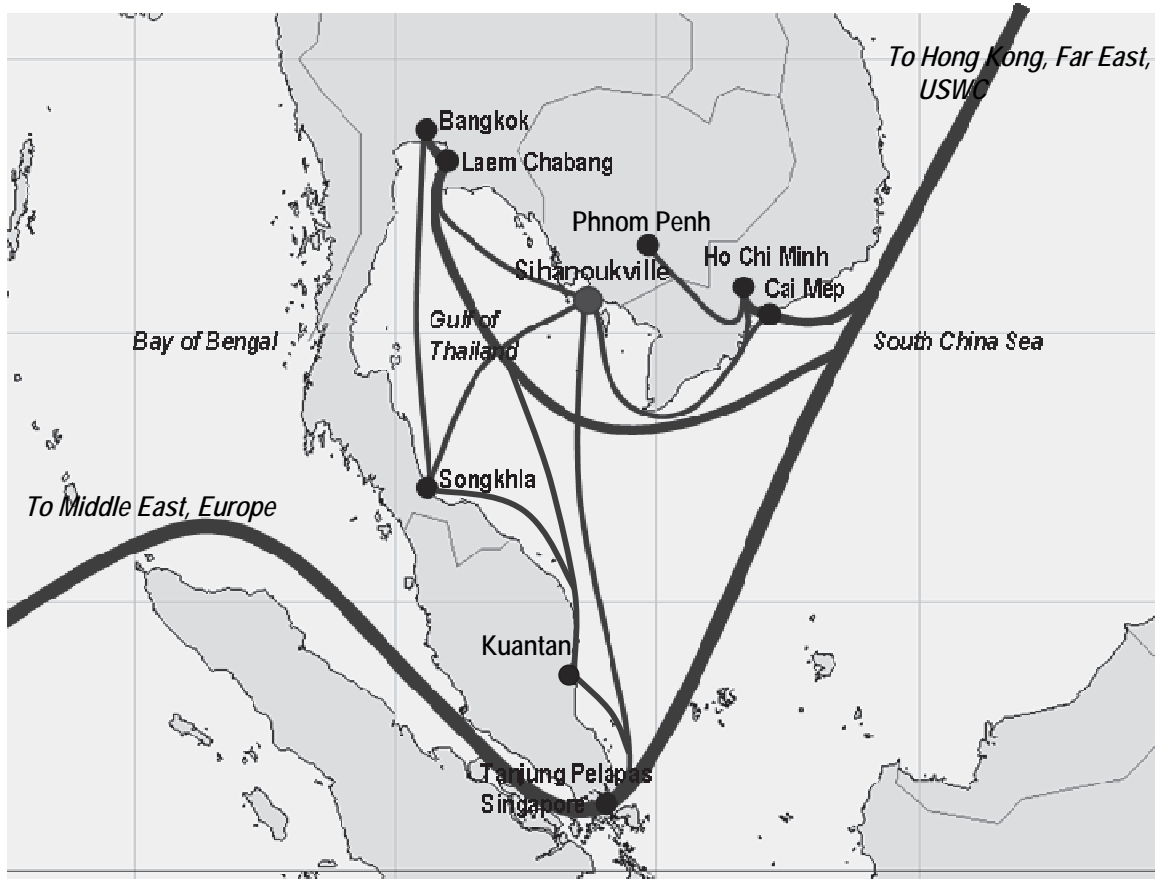 To Hong Kong, Far East,
USWC
Bangkok
Laem Chabang
Phnom Penh
Ho Chi Minh
Sihanoukville
Cai Mep
Gulf of
Thailand
Bay of Bengal
South China Sea
Songkhla
To Middle East, Europe
Kuantan
Tanjung Pelapas
Singapore